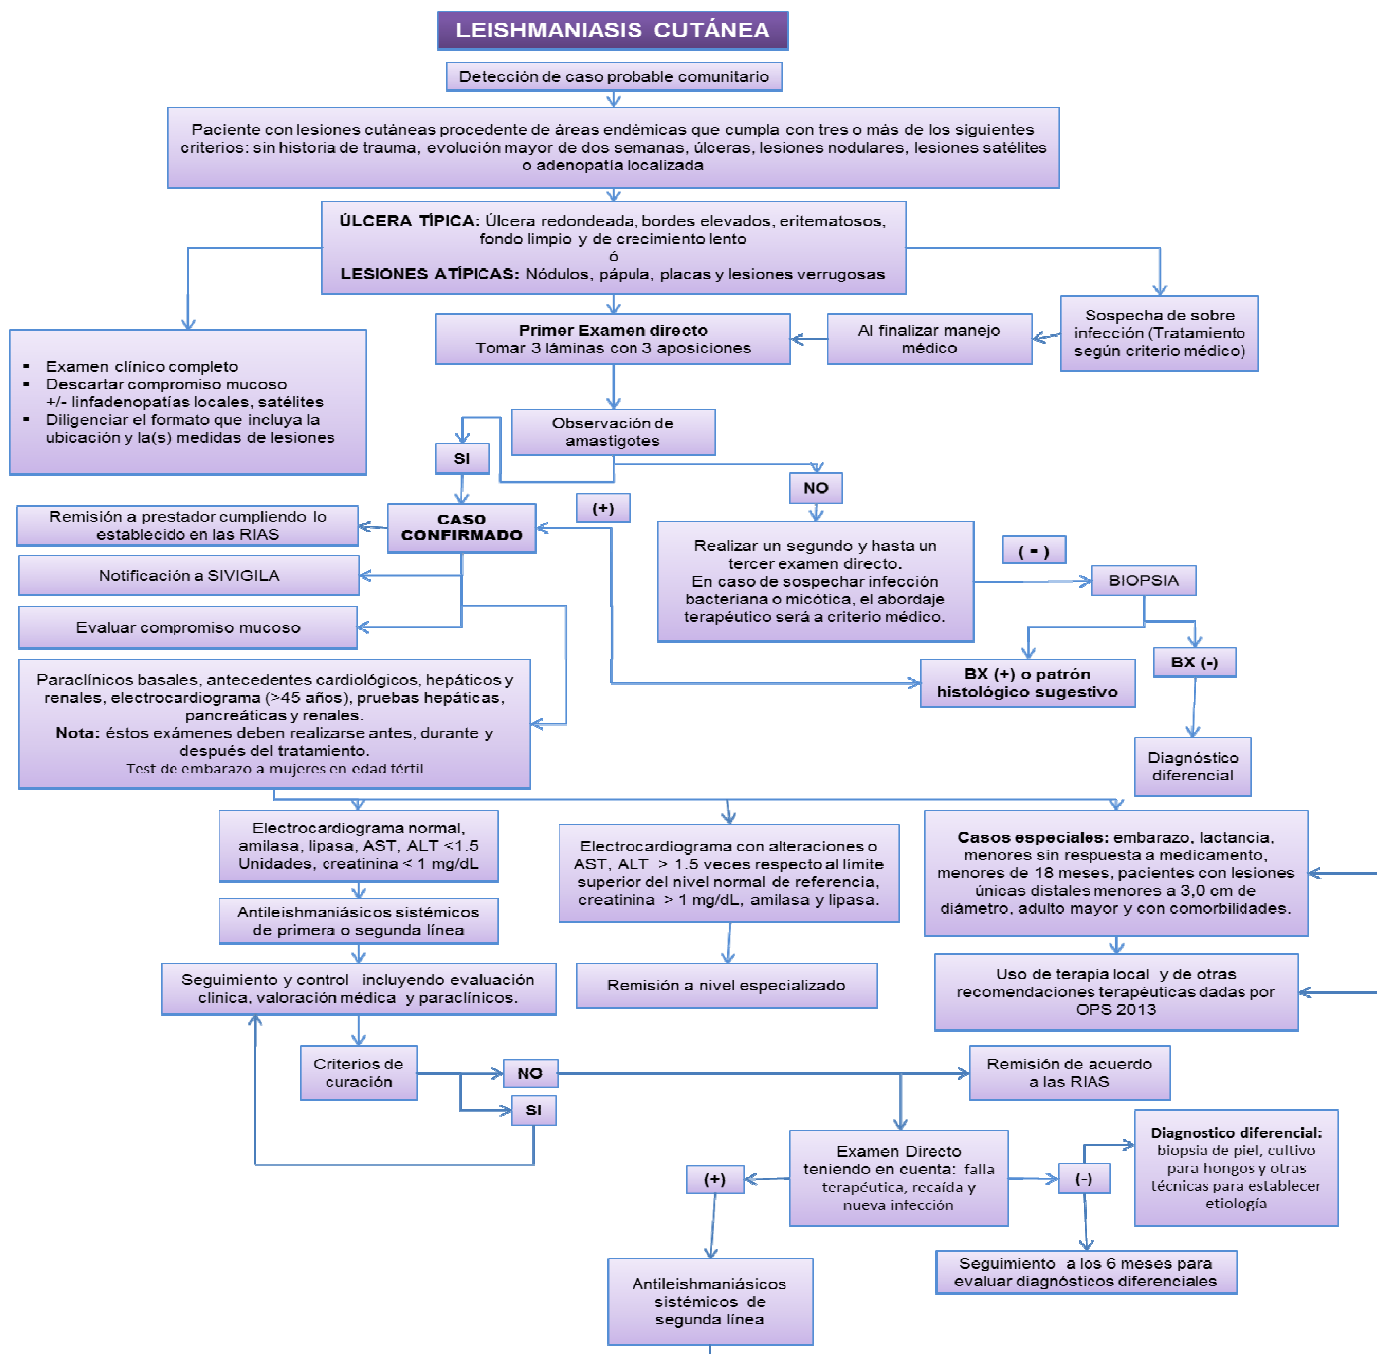 LEISHMANIASIS CUTÁNEA
Detección de caso probable comunitario
Paciente con lesiones cutáneas procedente de áreas endémicas que cumpla con tres o más de los siguientes
criterios: sin historia de trauma, evolución mayor de dos semanas, úlceras, lesiones nodulares, lesiones satélites
o adenopatía localizada
ÚLCERA TÍPICA: Úlcera redondeada, bordes elevados, eritematosos,
fondo limpio y de crecimiento lento
ó
LESIONES ATÍPICAS: Nódulos, pápula, placas y lesiones verrugosas
▪ Examen clínico completo
▪ Descartar compromiso mucoso
+/- linfadenopatías locales, satélites
▪ Diligenciar el formato que incluya la
ubicación y la(s) medidas de lesiones
Primer Examen directo
Tomar 3 láminas con 3 aposiciones
Al finalizar manejo
médico
Sospecha de sobre
infección (Tratamiento
según criterio médico)
Observación de
amastigotes
SI
NO
CASO
CONFIRMADO
(+)
Remisión a prestador cumpliendo lo
establecido en las RIAS
Notificación a SIVIGILA
Evaluar compromiso mucoso
Realizar un segundo y hasta un
tercer examen directo.
En caso de sospechar infección
bacteriana o micótica, el abordaje
terapéutico será a criterio médico.
( - )
BIOPSIA
BX (+) o patrón
histológico sugestivo
BX (-)
Diagnóstico
diferencial
Paraclínicos basales, antecedentes cardiológicos, hepáticos y
renales, electrocardiograma (>45 años), pruebas hepáticas,
pancreáticas y renales.
Nota: éstos exámenes deben realizarse antes, durante y
después del tratamiento.
Test de embarazo a mujeres en edad fértil
Electrocardiograma normal,
amilasa, lipasa, AST, ALT <1.5
Unidades, creatinina < 1 mg/dL
Electrocardiograma con alteraciones o
AST, ALT > 1.5 veces respecto al límite
superior del nivel normal de referencia,
creatinina > 1 mg/dL, amilasa y lipasa.
Casos especiales: embarazo, lactancia,
menores sin respuesta a medicamento,
menores de 18 meses, pacientes con lesiones
únicas distales menores a 3,0 cm de
diámetro, adulto mayor y con comorbilidades.
Antileishmaniásicos sistémicos
de primera o segunda línea
Seguimiento y control incluyendo evaluación
clínica, valoración médica y paraclínicos.
Remisión a nivel especializado
Uso de terapia local y de otras
recomendaciones terapéuticas dadas por
OPS 2013
Criterios de
curación
NO
SI
Remisión de acuerdo
a las RIAS
Examen Directo
teniendo en cuenta: falla
terapéutica, recaída y
nueva infección
(+)
(-)
Diagnostico diferencial:
biopsia de piel, cultivo
para hongos y otras
técnicas para establecer
etiología
Seguimiento a los 6 meses para
evaluar diagnósticos diferenciales
Antileishmaniásicos
sistémicos de
segunda línea